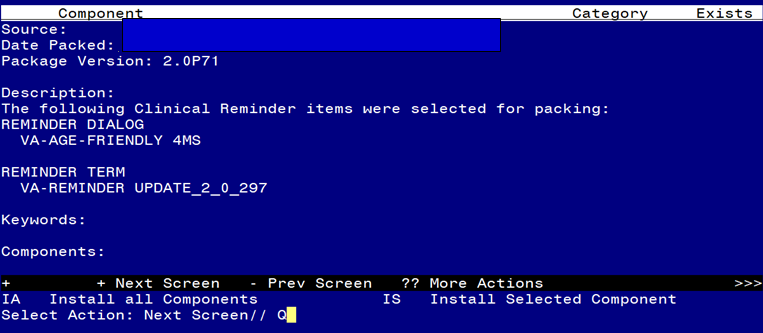 Component Category Exists
Source:
Date Packed:
Package Version: 2.0P71
Description:
The following Clinical Reminder items were selected for packing:
REMINDER DIALOG
VA-AGE-FRIENDLY 4MS
REMINDER TERM
VA-REMINDER UPDATE_2_0_297
Keywords:
Components:
+ + Next Screen - Prev Screen ?? More Actions >>>
IA Install all Components IS Install Selected Component
Select Action: Next Screen// Q